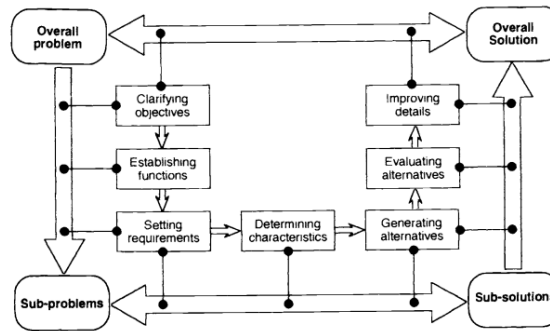 Overall
problem
Overall
Solution
Clarifying
objectives
Improving
details
Establishing
functions
Evaluating
alternatives
Setting
requirements
Determining
characteristics
Generating
alternatives
Sub-problems
Sub-solution